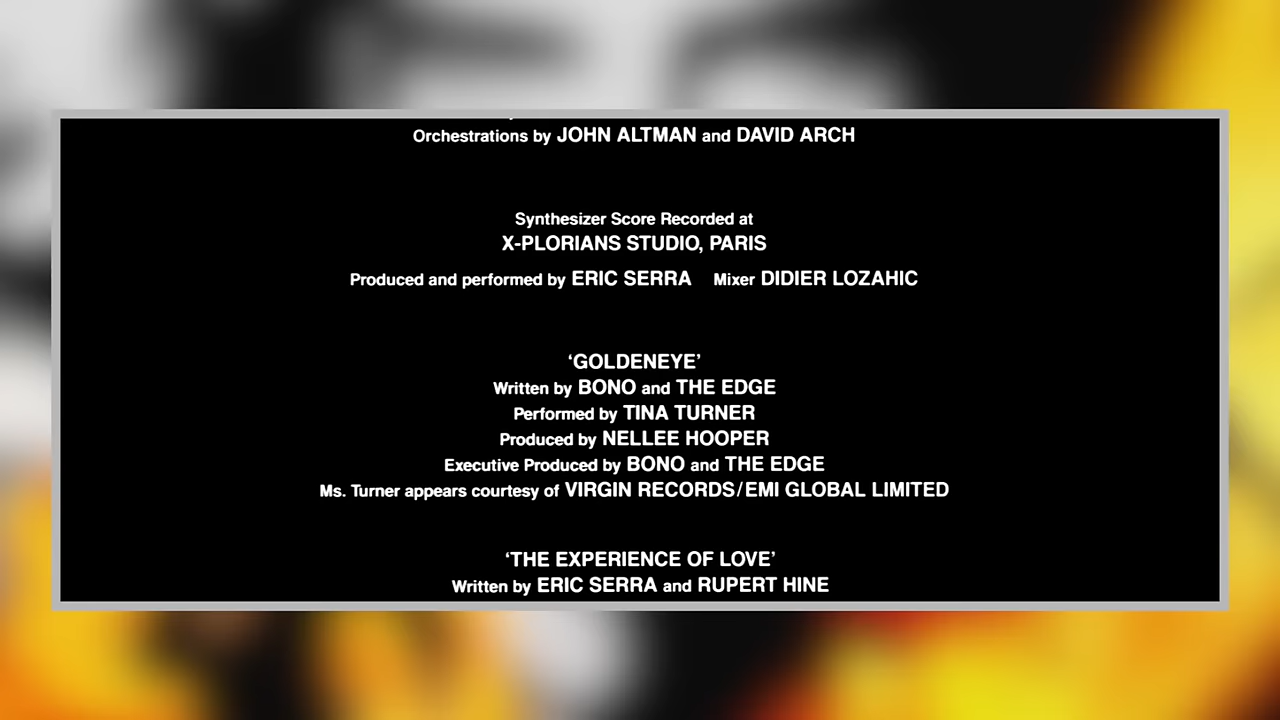 Orchestrations by JOHN ALTMAN and DAVID ARCH
Synthesizer Score Recorded at
X-PLORIANS STUDIO, PARIS
Produced and performed by ERIC SERRA Mixer DIDIER LOZAHIC
‘GOLDENEYE’
Written by BONO and THE EDGE
Performed by TINA TURNER
Produced by NELLEE HOOPER
Executive Produced by BONO and THE EDGE
Ms. Turner appears courtesy of VIRGIN RECORDS/EMI GLOBAL LIMITED
‘THE EXPERIENCE OF LOVE’
Written by ERIC SERRA and RUPERT HINE